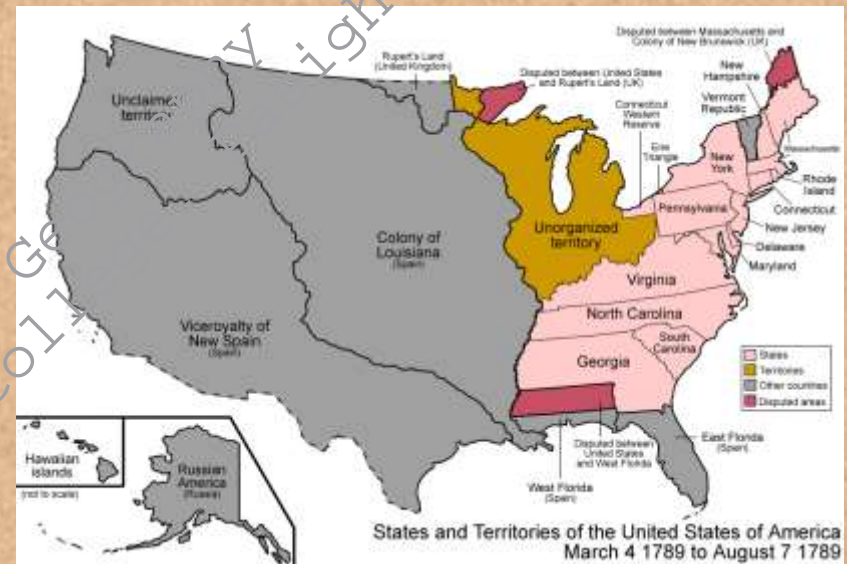 Rupert's Land
(United Kingdom)
Disputed between United States
and Rupert's Land (UK)
Disputed between Massachusetts and
Colony of New Brunswick (UK)
New
Hampshire
Vermont
Republic
Connecticut
Western
Reserve
Erie
Triangle
Massachusetts
New
York
Rhode
Island
Connecticut
Pennsylvania
New Jersey
Delaware
Maryland
Unclaimed
territory
Unorganized
territory
Colony of
Louisiana
(Spain)
Virginia
North Carolina
South
Carolina
Georgia
Viceroyalty of
New Spain
(Spain)
States
Territories
Other countries
Disputed areas
Disputed between
United States
and West Florida
East Florida
(Spain)
West Florida
(Spain)
Hawaiian
islands
(not to scale)
Russian
America
(Russia)
States and Territories of the United States of America
March 4 1789 to August 7 1789